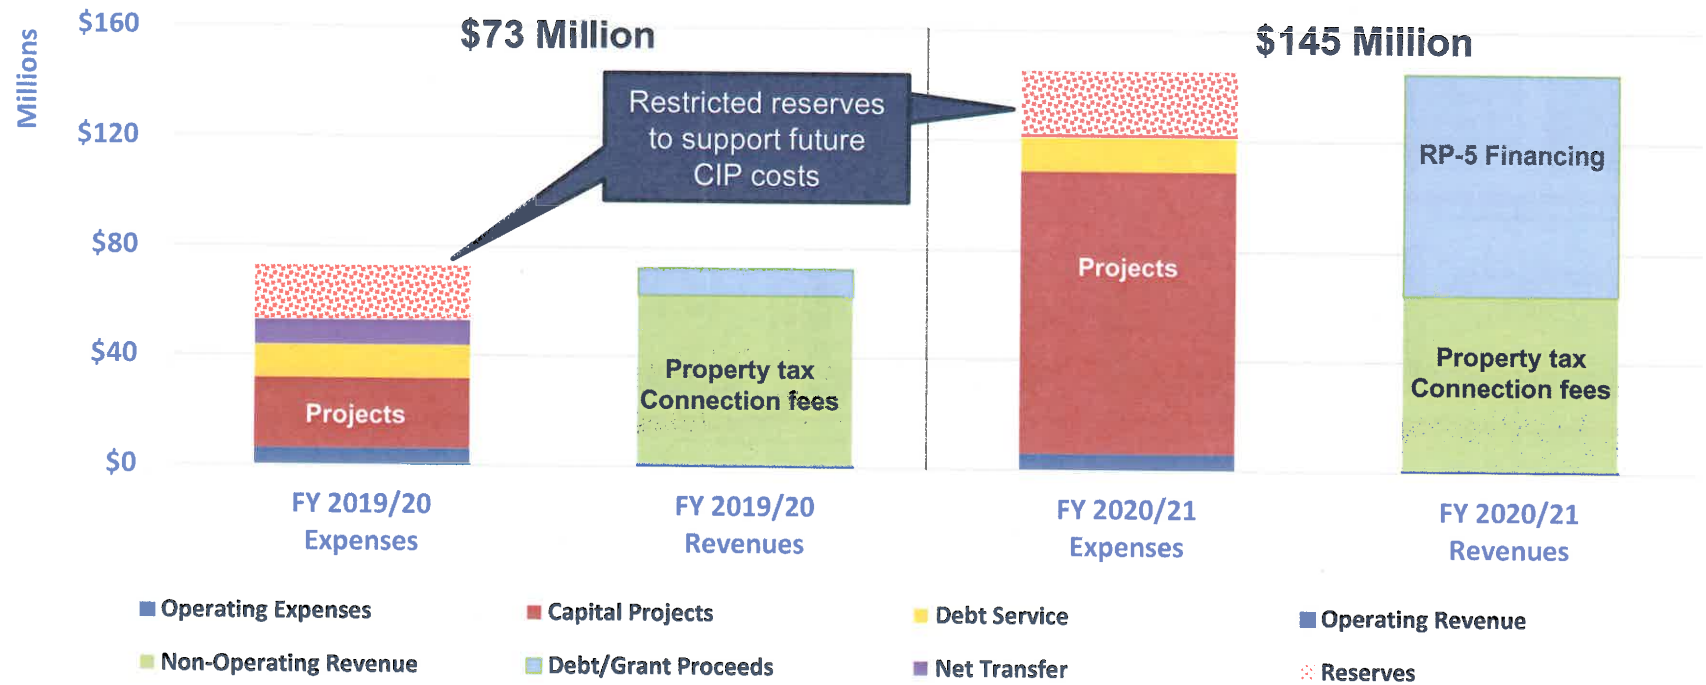 Millions
$160
$120
$80
$40
$0
$73 Million
$145 Million
Restricted reserves
to support future
CIP costs
Projects
Property tax
Connection fees
Projects
RP-5 Financing
Property tax
Connection fees
FY 2019/20
Expenses
FY 2019/20
Revenues
FY 2020/21
Expenses
FY 2020/21
Revenues
Operating Expenses
Capital Projects
Debt Service
Operating Revenue
Non-Operating Revenue
Debt/Grant Proceeds
Net Transfer
Reserves